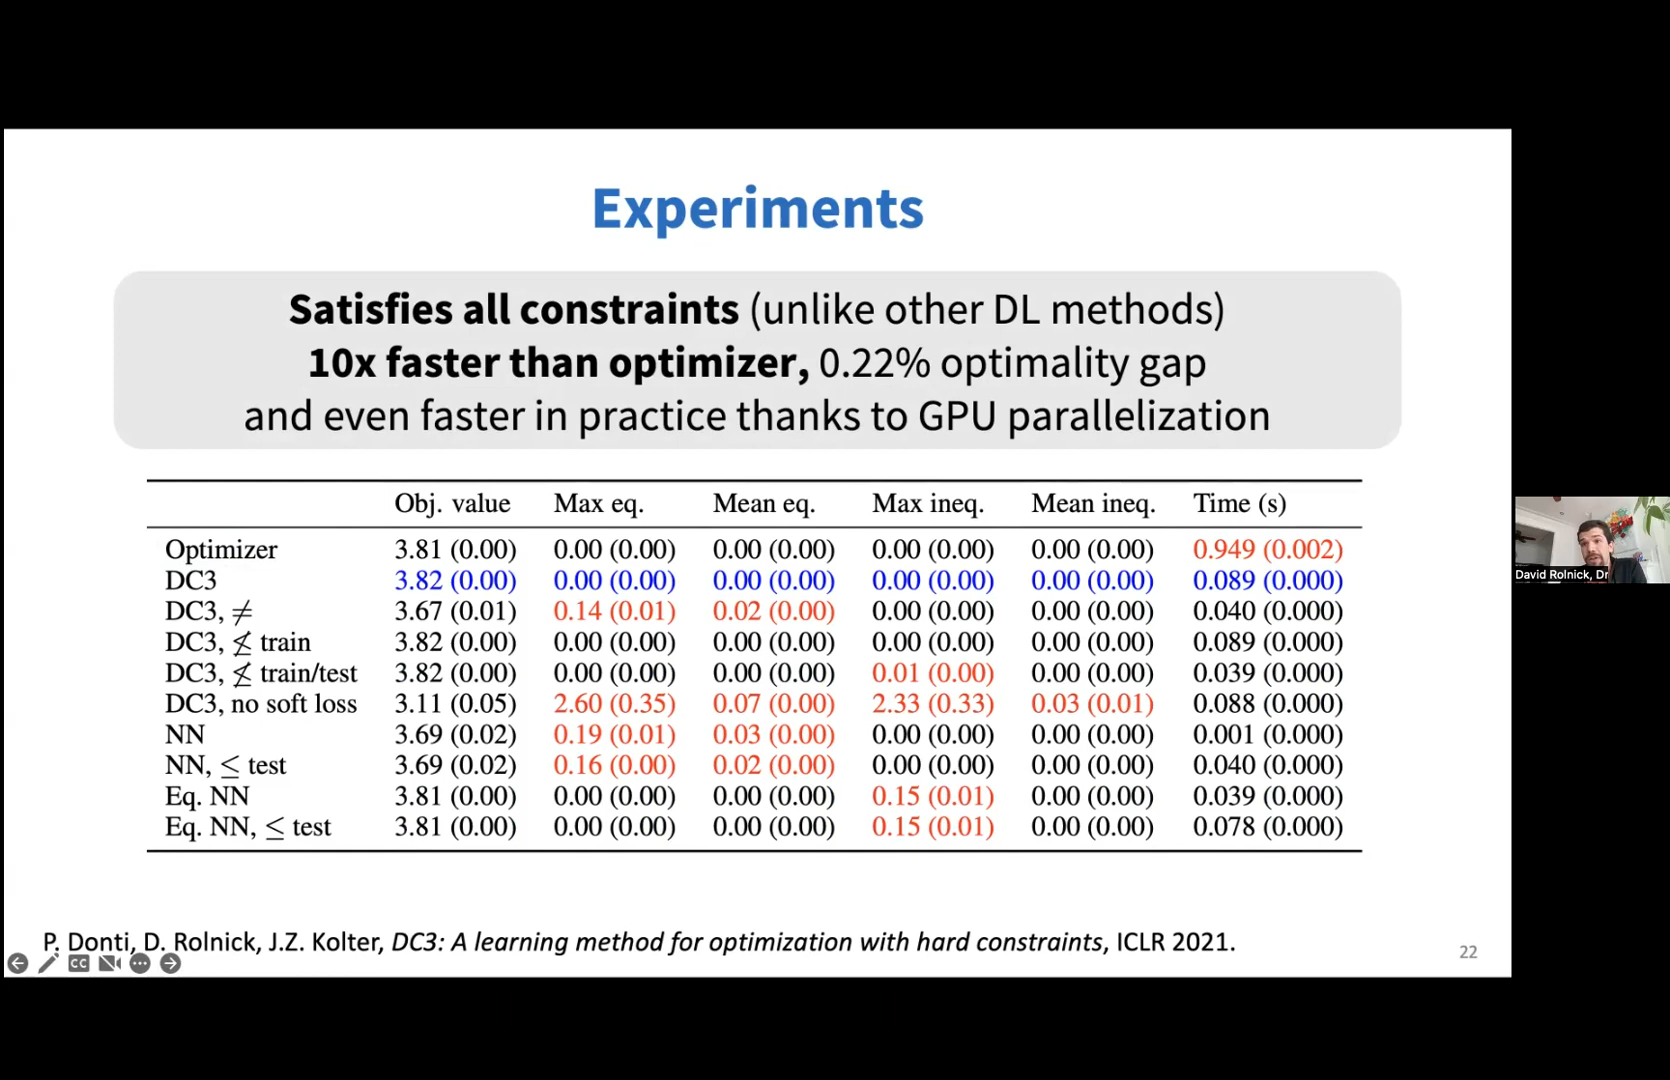 Experiments
Satisfies all constraints (unlike other DL methods)
10x faster than optimizer, 0.22% optimality gap
and even faster in practice thanks to GPU parallelization
Obj. value Max eq. Mean eq. Max ineq. Mean ineq. Time (s)
Optimizer 3.81 (0.00) 0.00 (0.00) 0.00 (0.00) 0.00 (0.00) 0.00 (0.00) 0.949 (0.002)
DC3 3.82 (0.00) 0.00 (0.00) 0.00 (0.00) 0.00 (0.00) 0.00 (0.00) 0.089 (0.000)
DC3, ≠ 3.67 (0.01) 0.14 (0.01) 0.02 (0.00) 0.00 (0.00) 0.00 (0.00) 0.040 (0.000)
DC3, ≰ train 3.82 (0.00) 0.00 (0.00) 0.00 (0.00) 0.00 (0.00) 0.00 (0.00) 0.089 (0.000)
DC3, ≰ train/test 3.82 (0.00) 0.00 (0.00) 0.00 (0.00) 0.01 (0.00) 0.00 (0.00) 0.039 (0.000)
DC3, no soft loss 3.11 (0.05) 2.60 (0.35) 0.07 (0.00) 2.33 (0.33) 0.03 (0.01) 0.088 (0.000)
NN 3.69 (0.02) 0.19 (0.01) 0.03 (0.00) 0.00 (0.00) 0.00 (0.00) 0.001 (0.000)
NN, ≤ test 3.69 (0.02) 0.16 (0.00) 0.02 (0.00) 0.00 (0.00) 0.00 (0.00) 0.040 (0.000)
Eq. NN 3.81 (0.00) 0.00 (0.00) 0.00 (0.00) 0.15 (0.01) 0.00 (0.00) 0.039 (0.000)
Eq. NN, ≤ test 3.81 (0.00) 0.00 (0.00) 0.00 (0.00) 0.15 (0.01) 0.00 (0.00) 0.078 (0.000)
P. Donti, D. Rolnick, J.Z. Kolter, DC3: A learning method for optimization with hard constraints, ICLR 2021.
22
CC
David Rolnick, Dr